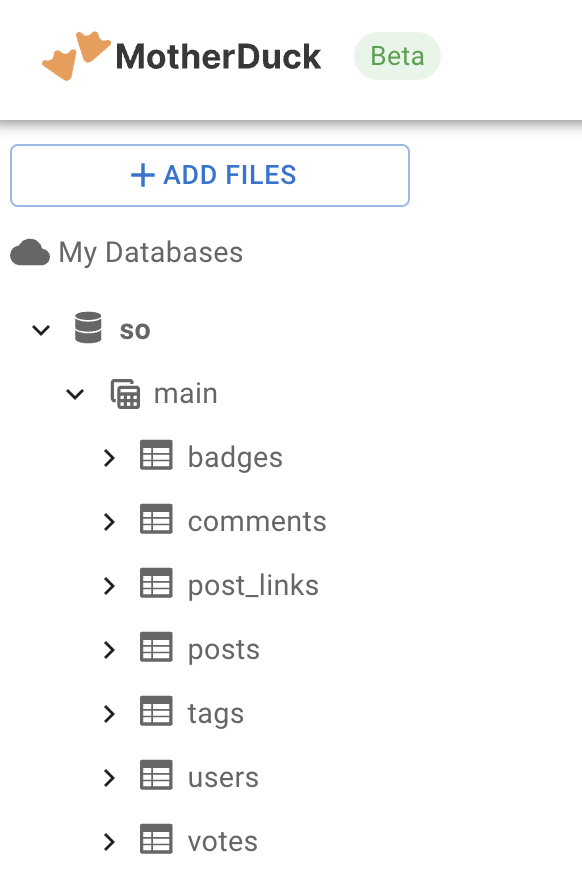 MotherDuck Beta
+ ADD FILES
My Databases
so
main
badges
comments
post_links
posts
tags
users
votes